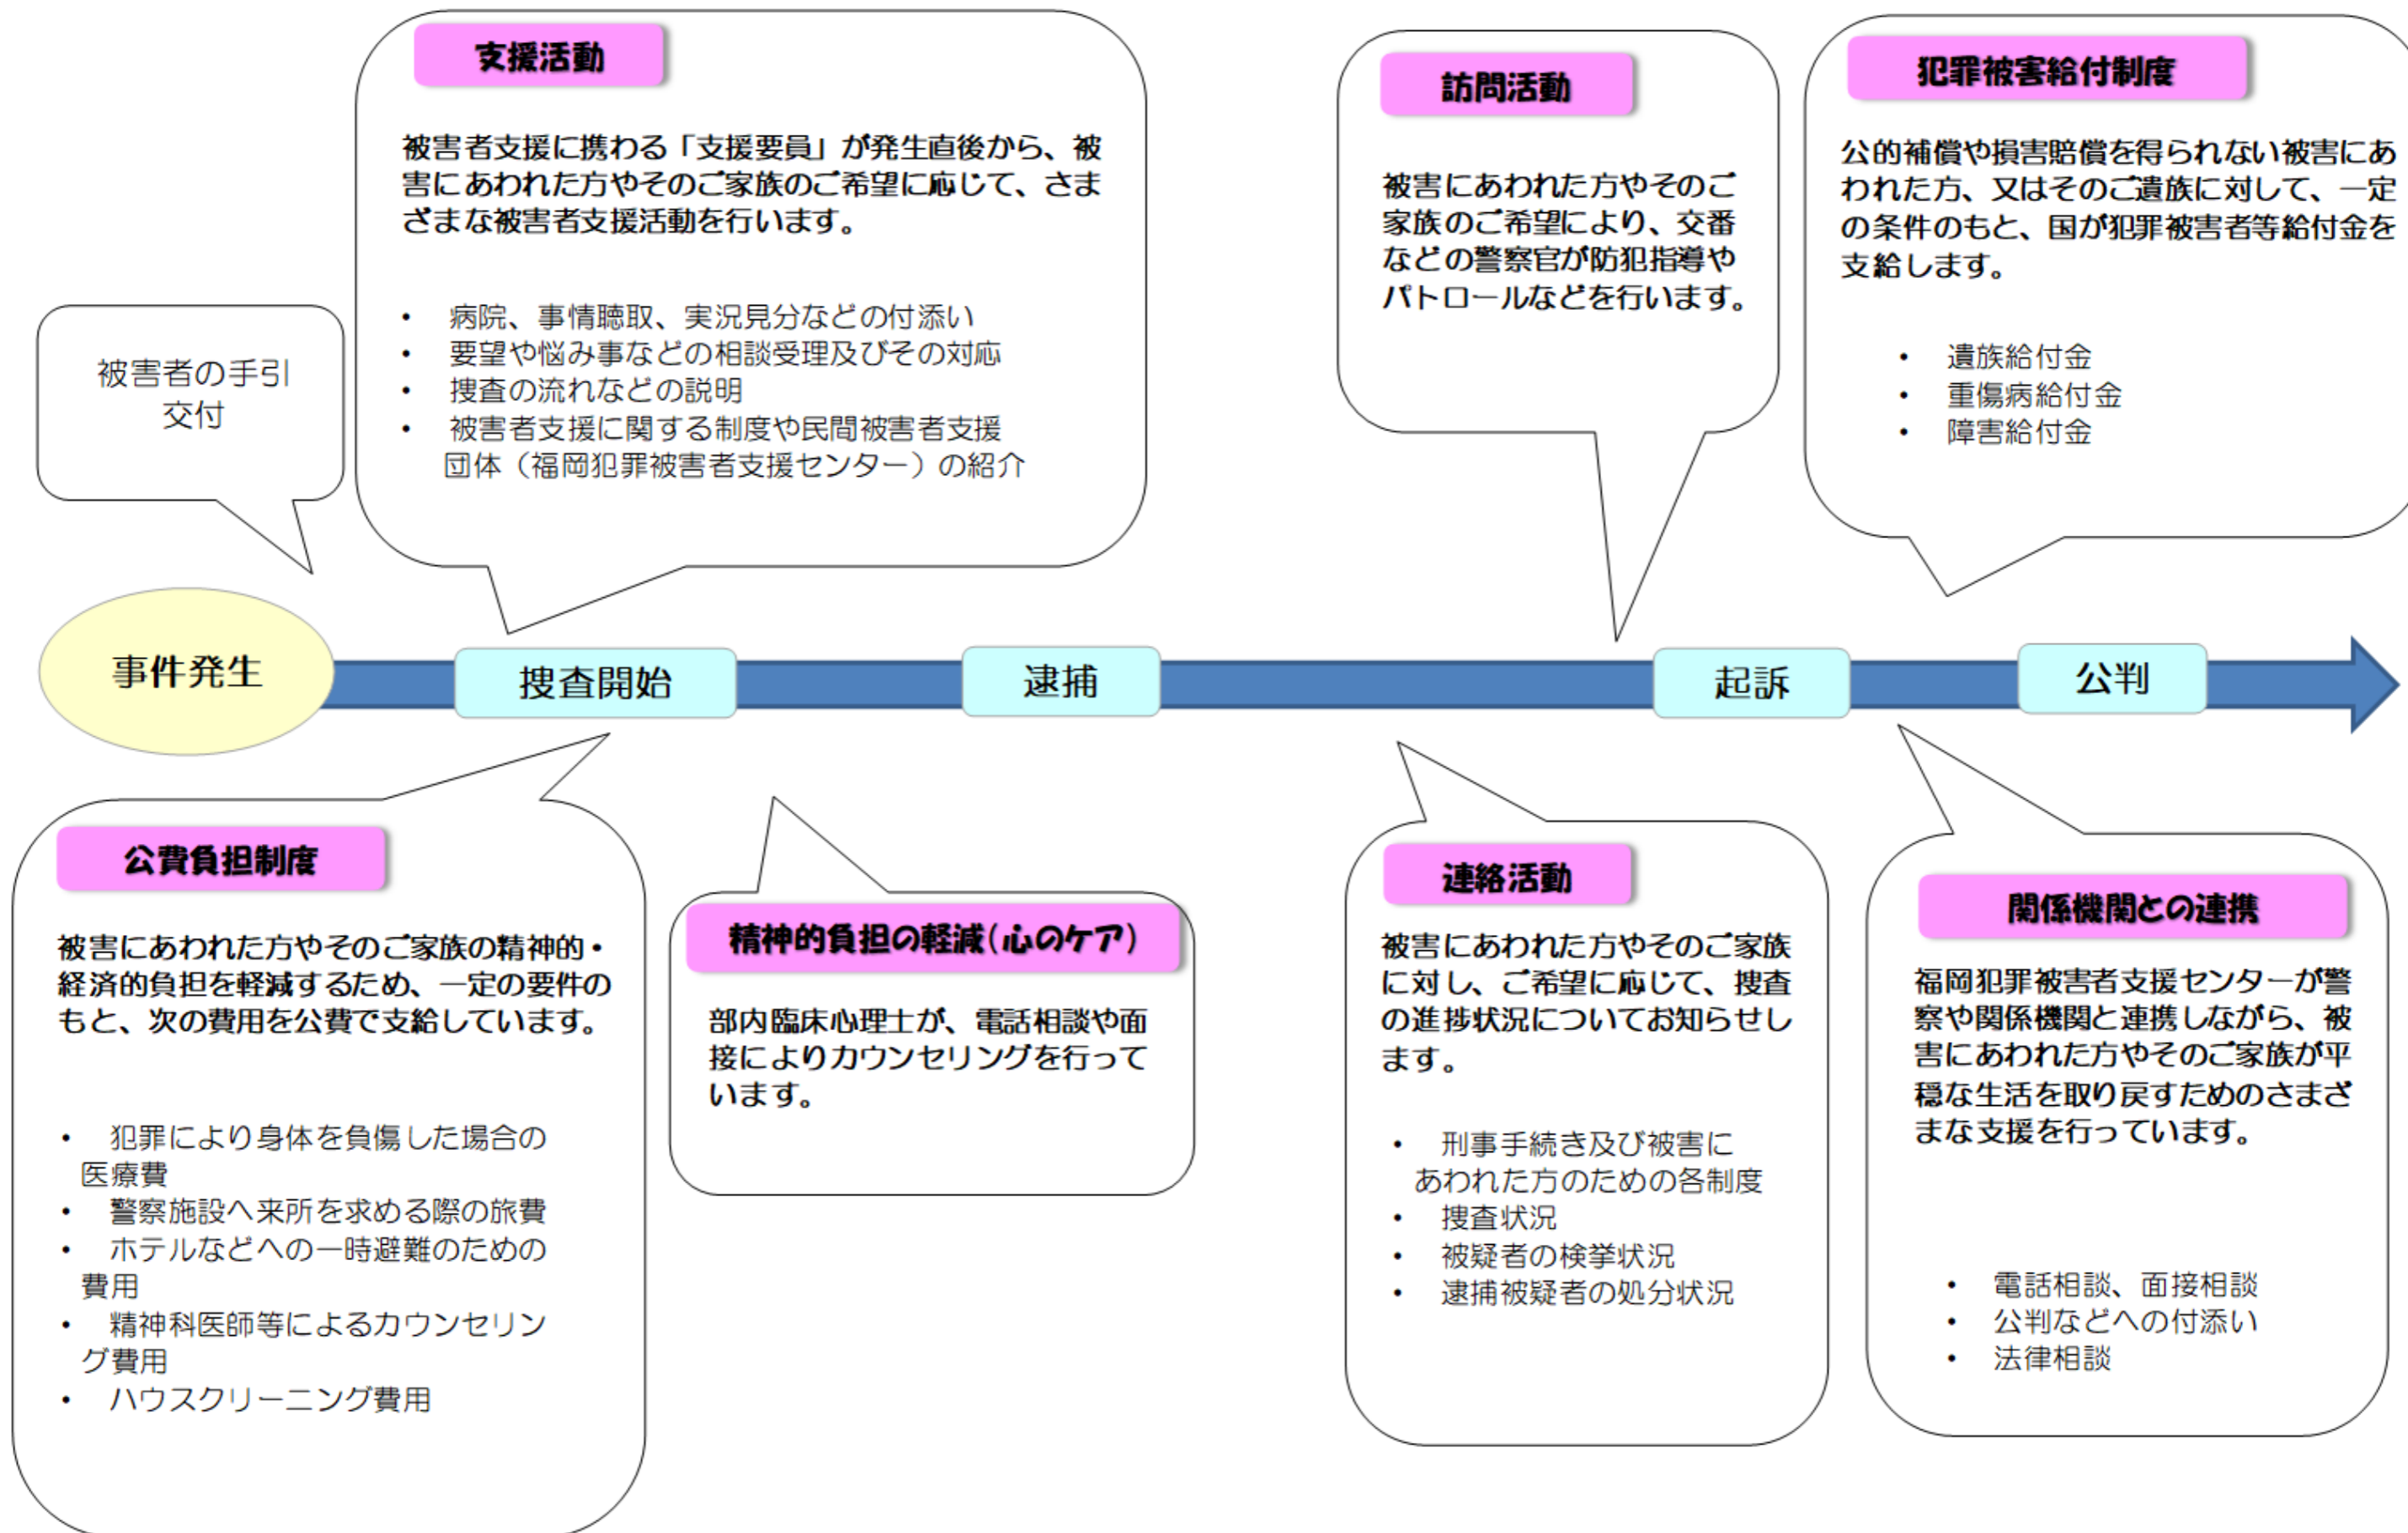 支援活動
被害者支援に携わる「支援要員」が発生直後から、被
害にあわれた方やそのご家族のご希望に応じて、さま
ざまな被害者支援活動を行います。
・ 病院、事情聴取、実況見分などの付添い
・ 要望や悩み事などの相談受理及びその対応
・ 捜査の流れなどの説明
・ 被害者支援に関する制度や民間被害者支援
団体（福岡犯罪被害者支援センター）の紹介
訪問活動
被害にあわれた方やそのご
家族のご希望により、交番
などの警察官が防犯指導や
パトロールなどを行います。
犯罪被害給付制度
公的補償や損害賠償を得られない被害にあ
われた方、又はそのご遺族に対して、一定
の条件のもと、国が犯罪被害者等給付金を
支給します。
・ 遺族給付金
・ 重傷病給付金
・ 障害給付金
被害者の手引
交付
事件発生
捜査開始
逮捕
起訴
公判
公費負担制度
被害にあわれた方やそのご家族の精神的・
経済的負担を軽減するため、一定の要件の
もと、次の費用を公費で支給しています。
・ 犯罪により身体を負傷した場合の
医療費
・ 警察施設へ来所を求める際の旅費
・ ホテルなどへの一時避難のための
費用
・ 精神科医師等によるカウンセリン
グ費用
・ ハウスクリーニング費用
精神的負担の軽減（心のケア）
部内臨床心理士が、電話相談や面
接によりカウンセリングを行って
います。
連絡活動
被害にあわれた方やそのご家族
に対し、ご希望に応じて、捜査
の進捗状況についてお知らせし
ます。
・ 刑事手続き及び被害に
あわれた方のための各制度
・ 捜査状況
・ 被疑者の検挙状況
・ 逮捕被疑者の処分状況
関係機関との連携
福岡犯罪被害者支援センターが警
察や関係機関と連携しながら、被
害にあわれた方やそのご家族が平
穏な生活を取り戻すためのさまざ
まな支援を行っています。
・ 電話相談、面接相談
・ 公判などへの付添い
・ 法律相談